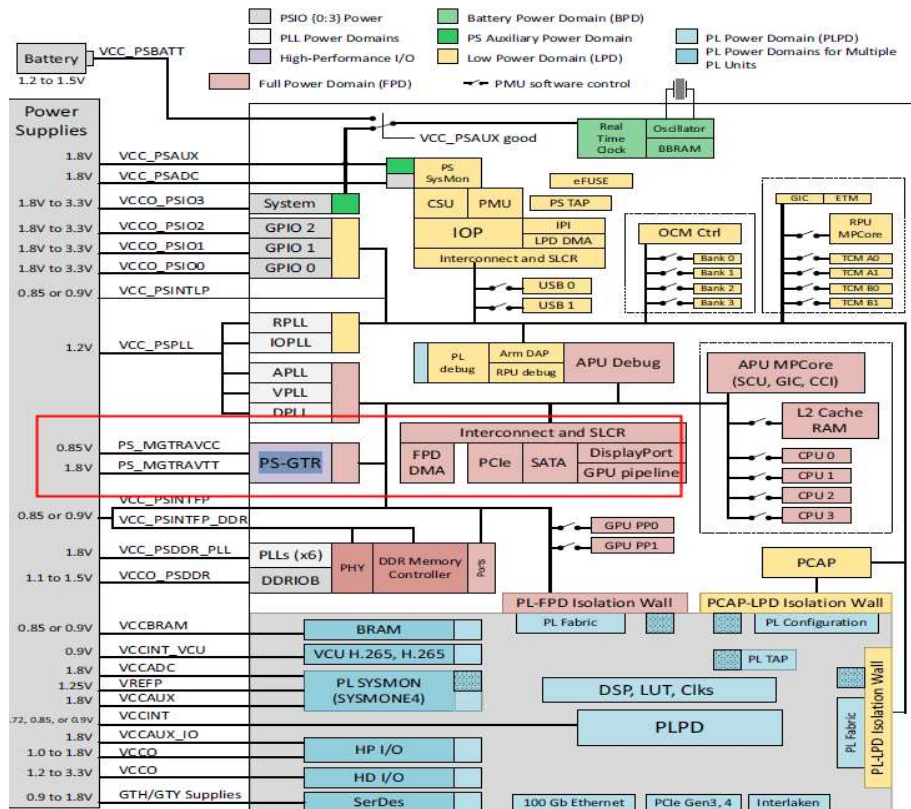 PSIO {0:3} Power
PLL Power Domains
High-Performance I/O
Full Power Domain (FPD)
Battery Power Domain (BPD)
PS Auxiliary Power Domain
Low Power Domain (LPD)
PMU software control
PL Power Domain (PLPD)
PL Power Domains for Multiple
PL Units
Battery
VCC_PSBATT
1.2 to 1.5V
Power
Supplies
VCC_PSAUX good
Real
Time
Clock
Oscillator
BBRAM
1.8V VCC_PSAUX
1.8V VCC_PSADC
PS
SysMon
eFUSE
CSU
PMU
PS TAP
1.8V to 3.3V VCCO_PSIO3 System
1.8V to 3.3V VCCO_PSIO2 GPIO 2
1.8V to 3.3V VCCO_PSIO1 GPIO 1
1.8V to 3.3V VCCO_PSIO0 GPIO 0
IOP
IPI
LPD DMA
Interconnect and SLCR
OCM Ctrl
Bank 0
Bank 1
Bank 2
Bank 3
GIC
ETM
RPU
MPCore
TCM A0
TCM A1
TCM B0
TCM B1
0.85 or 0.9V VCC_PSINTLP
USB 0
USB 1
1.2V VCC_PSPLL
RPLL
IOPLL
APLL
VPLL
DPLL
PL
debug
Arm DAP
RPU debug
APU Debug
APU MPCore
(SCU, GIC, CCI)
L2 Cache
RAM
CPU 0
CPU 1
CPU 2
CPU 3
0.85V PS_MGTRAVCC
1.8V PS_MGTRAVTT
PS-GTR
Interconnect and SLCR
FPD
DMA
PCIe
SATA
DisplayPort
GPU pipeline
VCC_PSINTFP
0.85 or 0.9V
VCC_PSINTFP_DDR
GPU PP0
GPU PP1
1.8V VCC_PSDDR_PLL PLLs (x6)
1.1 to 1.5V VCCO_PSDDR DDRIOB
PHY
DDR Memory
Controller
Ports
PCAP
PL-FPD Isolation Wall
PCAP-LPD Isolation Wall
PL Fabric
PL Configuration
PL TAP
0.85 or 0.9V VCCBRAM BRAM
0.9V VCCINT_VCU VCU H.265, H.265
1.8V VCCADC
1.25V VREFP
1.8V VCCAUX
PL SYSMON
(SYSMONE4)
DSP, LUT, Clks
.72, 0.85, or 0.9V VCCINT
PLPD
PL Fabric
PL-LPD Isolation Wall
1.8V VCCAUX_IO
1.0 to 1.8V VCCO
HP I/O
1.2 to 3.3V VCCO HD I/O
0.9 to 1.8V GTH/GTY Supplies SerDes
100 Gb Ethernet
PCIe Gen3, 4
Interlaken